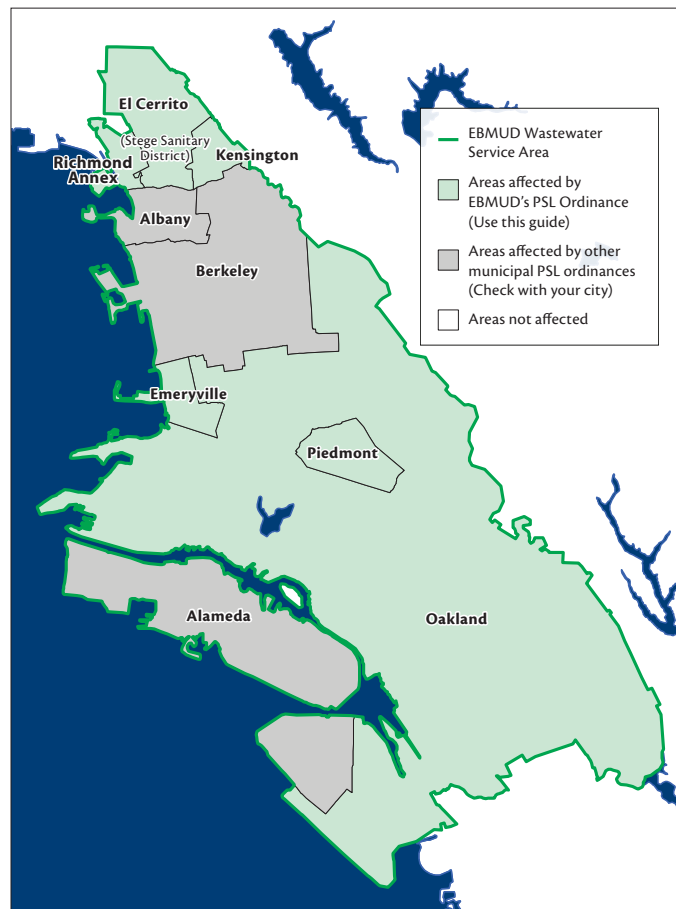 El Cerrito
(Stege Sanitary
District)
Kensington
Richmond
Annex
Albany
Berkeley
Emeryville
Piedmont
Alameda
Oakland
EBMUD Wastewater
Service Area
Areas affected by
EBMUD's PSL Ordinance
(Use this guide)
Areas affected by other
municipal PSL ordinances
(Check with your city)
Areas not affected